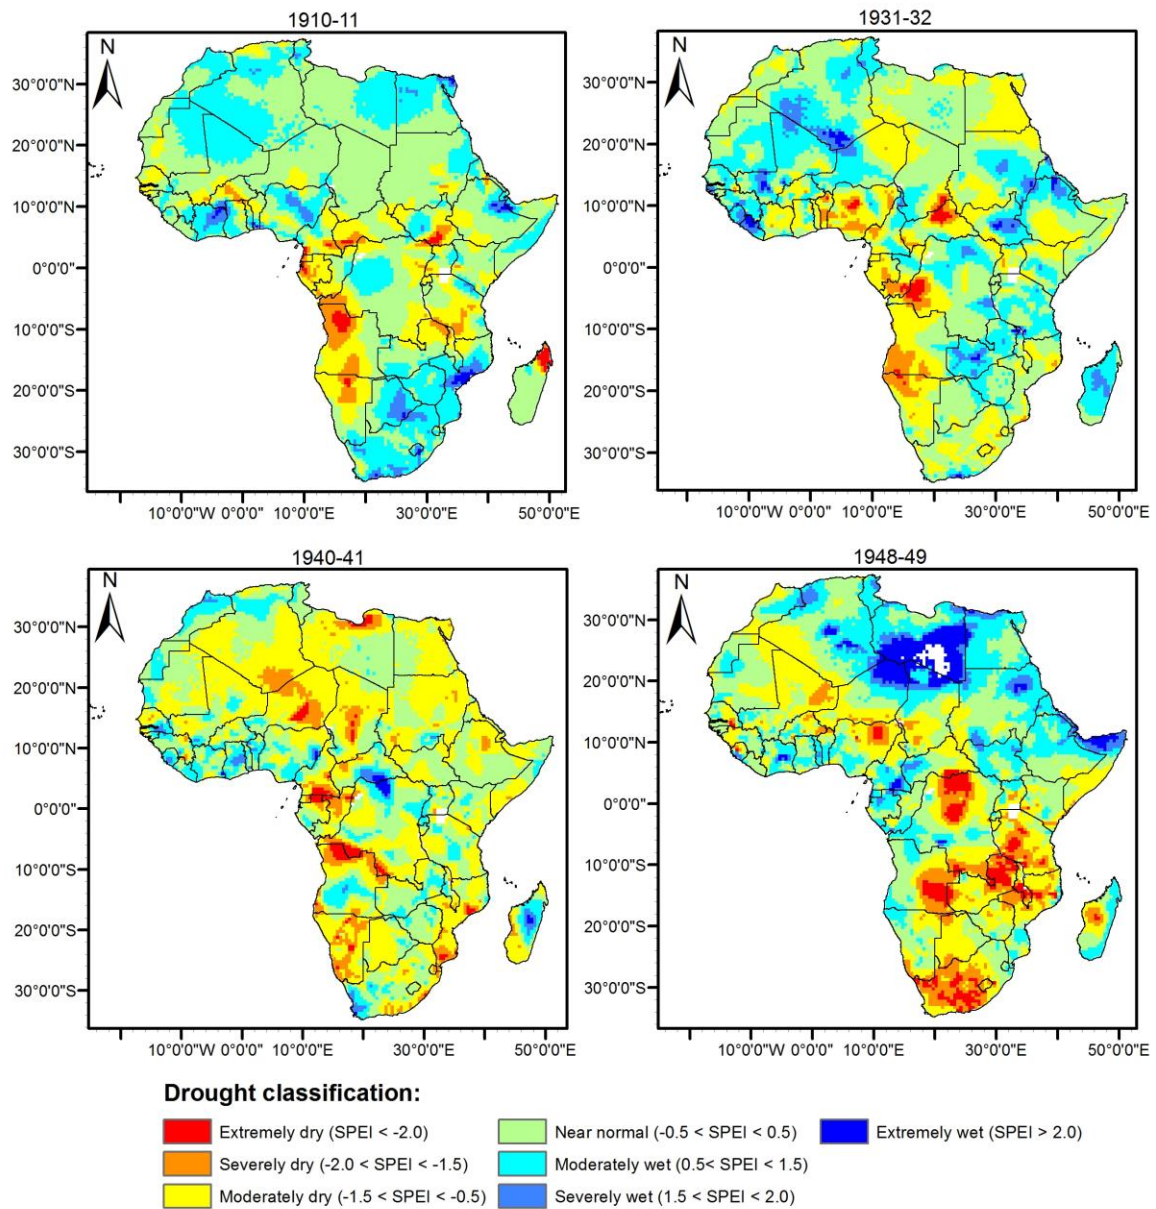 1910-11
N
30°0'0"N
20°0'0"N
10°0'0"N
0°0'0"
10°0'0"S
20°0'0"S
30°0'0"S
10°0'0"W 0°0'0" 10°0'0"E 30°0'0"E 50°0'0"E
1931-32
N
30°0'0"N
20°0'0"N
10°0'0"N
0°0'0"
10°0'0"S
20°0'0"S
30°0'0"S
10°0'0"W 0°0'0" 10°0'0"E 30°0'0"E 50°0'0"E
1940-41
N
30°0'0"N
20°0'0"N
10°0'0"N
0°0'0"
10°0'0"S
20°0'0"S
30°0'0"S
10°0'0"W 0°0'0" 10°0'0"E 30°0'0"E 50°0'0"E
1948-49
N
30°0'0"N
20°0'0"N
10°0'0"N
0°0'0"
10°0'0"S
20°0'0"S
30°0'0"S
10°0'0"W 0°0'0" 10°0'0"E 30°0'0"E 50°0'0"E
Drought classification:
Extremely dry (SPEI < -2.0)
Severely dry (-2.0 < SPEI < -1.5)
Moderately dry (-1.5 < SPEI < -0.5)
Near normal (-0.5 < SPEI < 0.5)
Moderately wet (0.5< SPEI < 1.5)
Severely wet (1.5 < SPEI < 2.0)
Extremely wet (SPEI > 2.0)